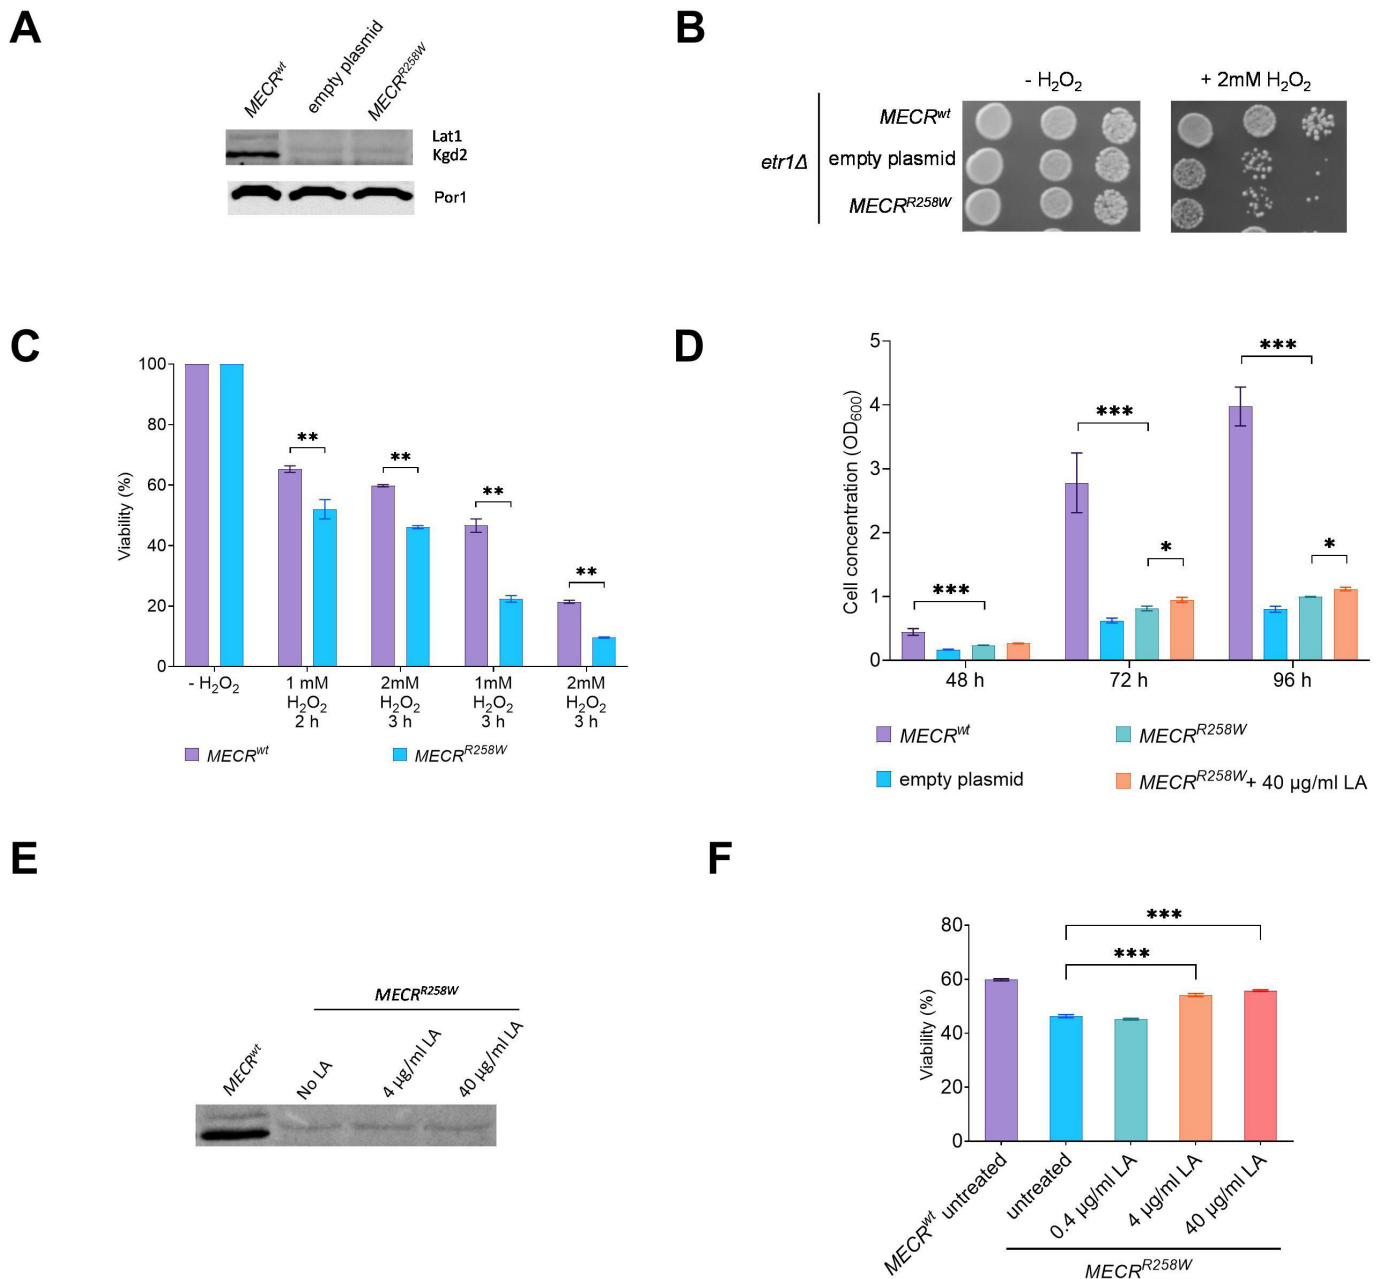 A
MECRwt
empty plasmid
MECRR258W
Lat1
Kgd2
Por1
B
- H2O2
+ 2mM H2O2
etr1Δ
MECRwt
empty plasmid
MECRR258W
C
Viability (%)
100
80
60
40
20
0
**
**
**
**
- H2O2
1 mM H2O2 2 h
2mM H2O2 3 h
1mM H2O2 3 h
2mM H2O2 3 h
MECRwt
MECRR258W
D
Cell concentration (OD600)
5
4
3
2
1
0
***
***
*
***
*
48 h
72 h
96 h
MECRwt
MECRR258W
empty plasmid
MECRR258W+ 40 µg/ml LA
E
MECRR258W
MECRwt
No LA
4 µg/ml LA
40 µg/ml LA
F
Viability (%)
80
60
40
20
0
***
***
MECRwt untreated
untreated
0.4 µg/ml LA
4 µg/ml LA
40 µg/ml LA
MECRR258W